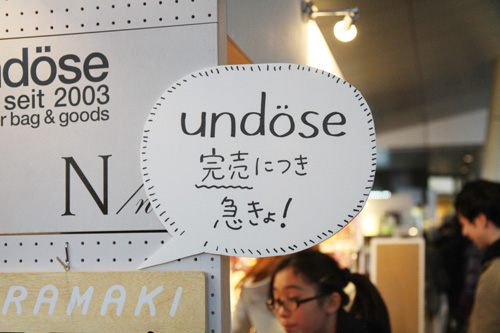 ndöse
seit 2003
r bag & goods
N/n
undöse
完売につき
急きょ!
RAMAKI